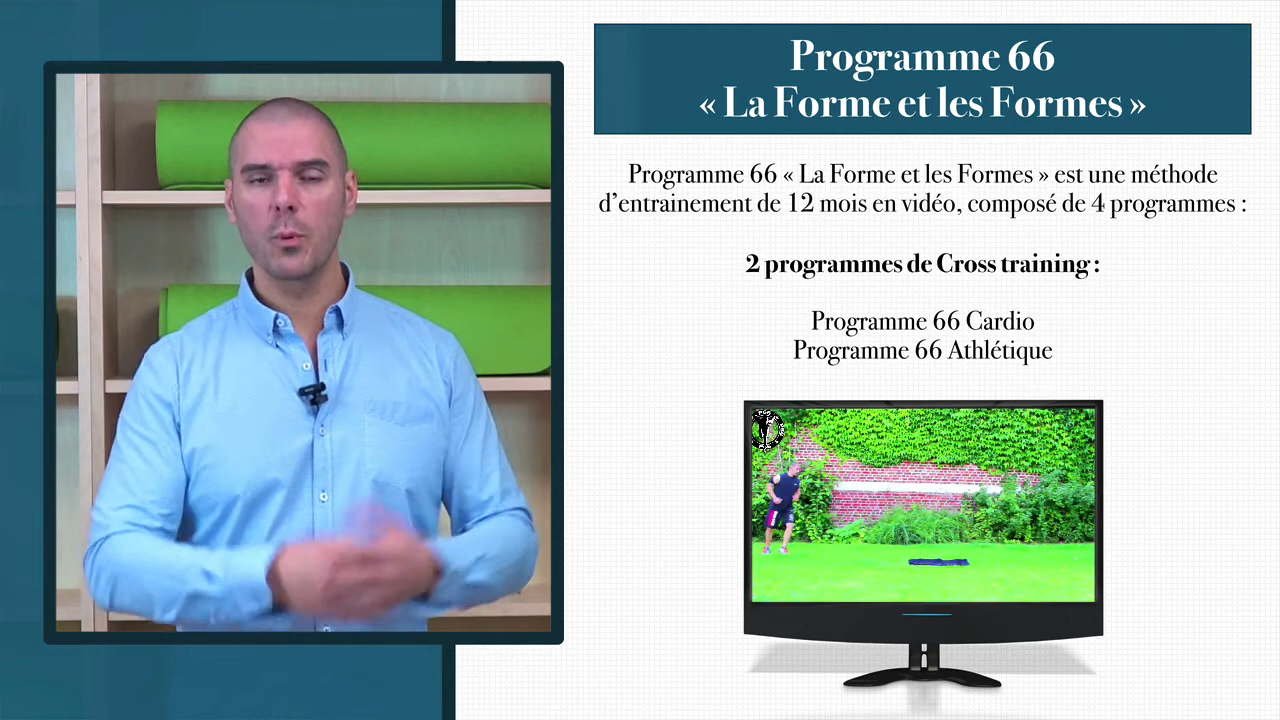 Programme 66
« La Forme et les Formes »
Programme 66 « La Forme et les Formes » est une méthode
d’entrainement de 12 mois en vidéo, composé de 4 programmes :
2 programmes de Cross training :
Programme 66 Cardio
Programme 66 Athlétique